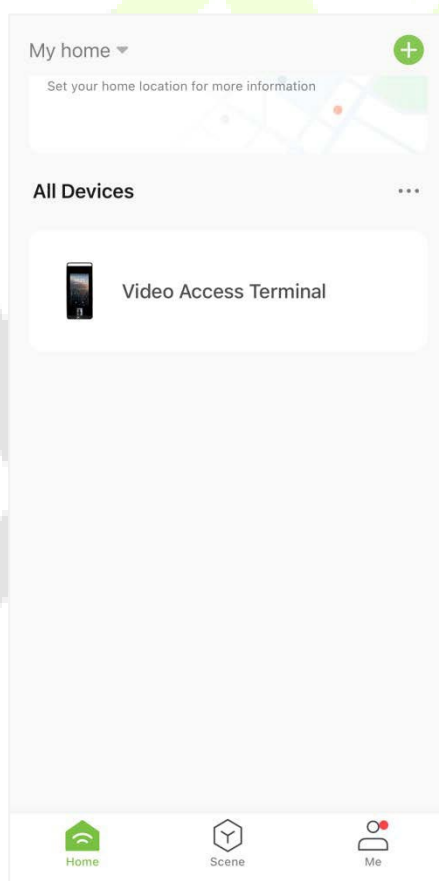 My home
Set your home location for more information
All Devices
Video Access Terminal
Home
Scene
Me